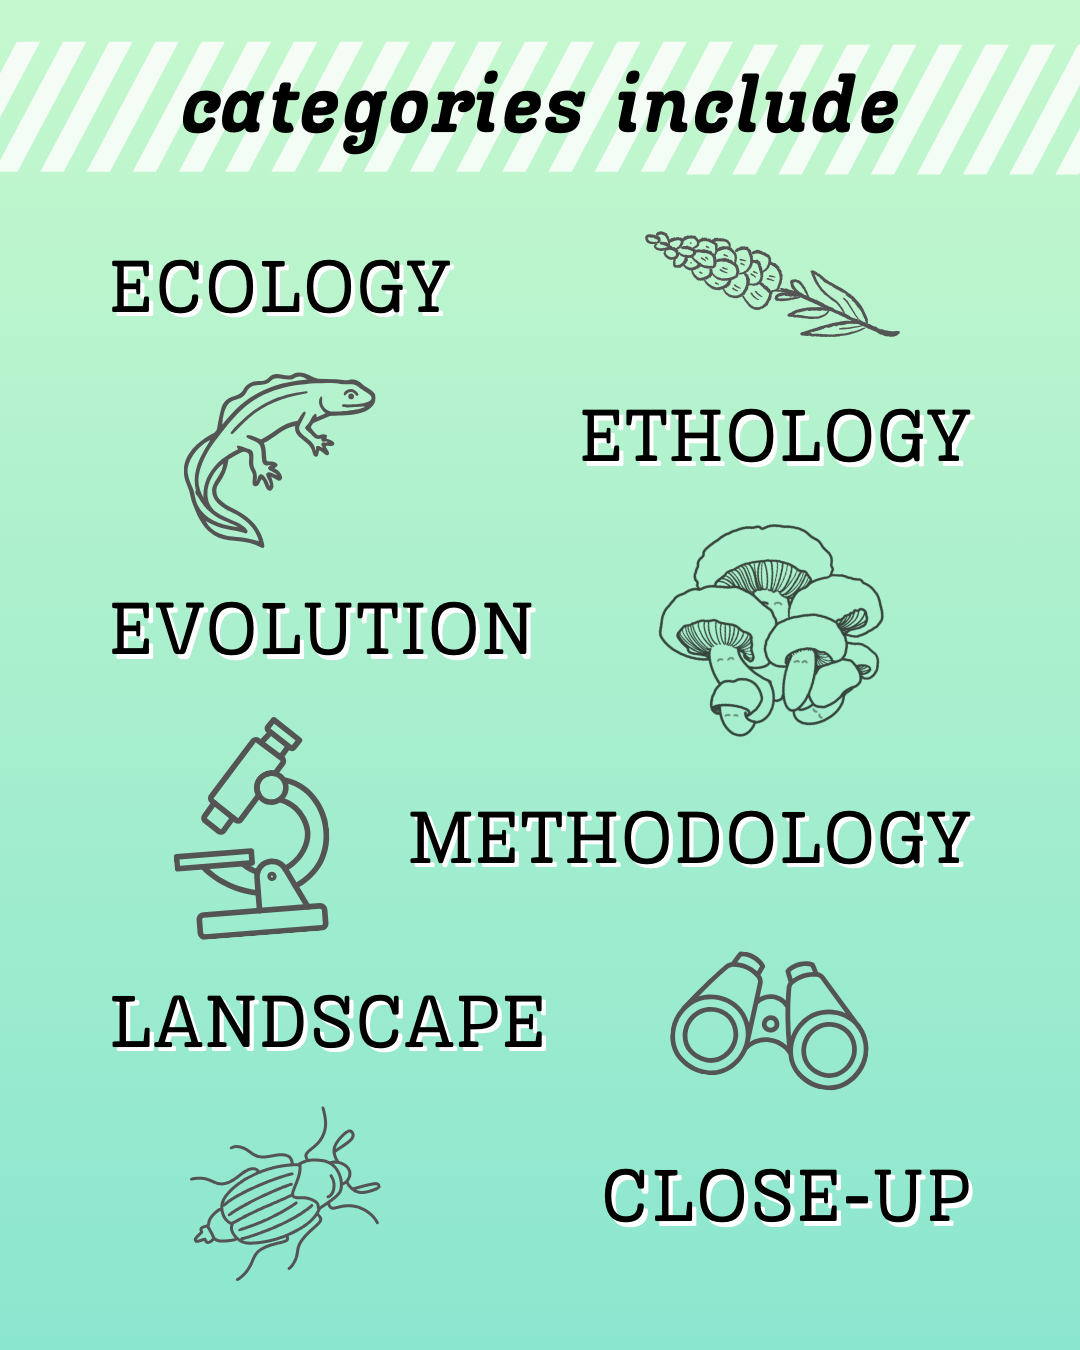 categories include
ECOLOGY
ETHOLOGY
EVOLUTION
METHODOLOGY
LANDSCAPE
CLOSE-UP